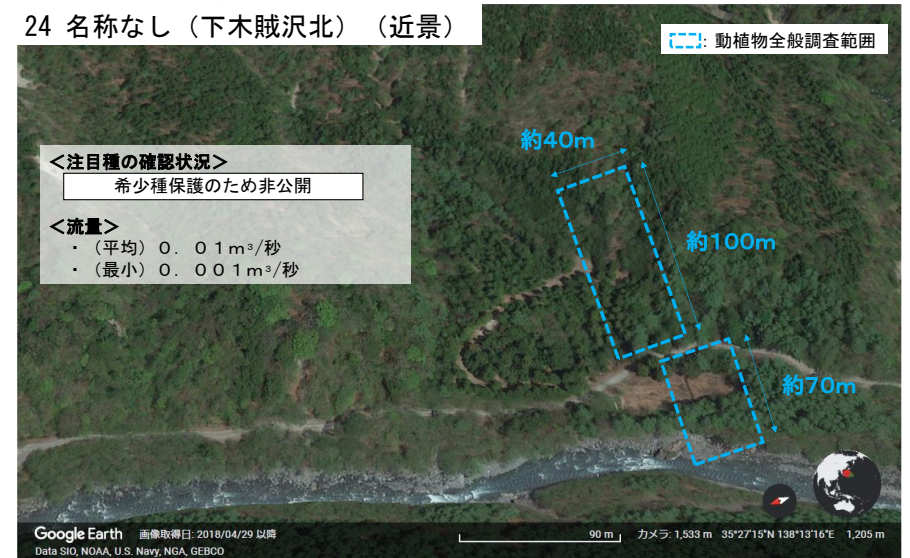 24 名称なし（下木賊沢北）（近景）
: 動植物全般調査範囲
約40m
＜注目種の確認状況＞
希少種保護のため非公開
約100m
＜流量＞
・（平均）０．０１m³/秒
・（最小）０．００１m³/秒
約70m
Google Earth 画像取得日: 2018/04/29 以降
90 m カメラ: 1,533 m 35°27'15"N 138°13'16"E 1,205 m
Data SIO, NOAA, U.S. Navy, NGA, GEBCO